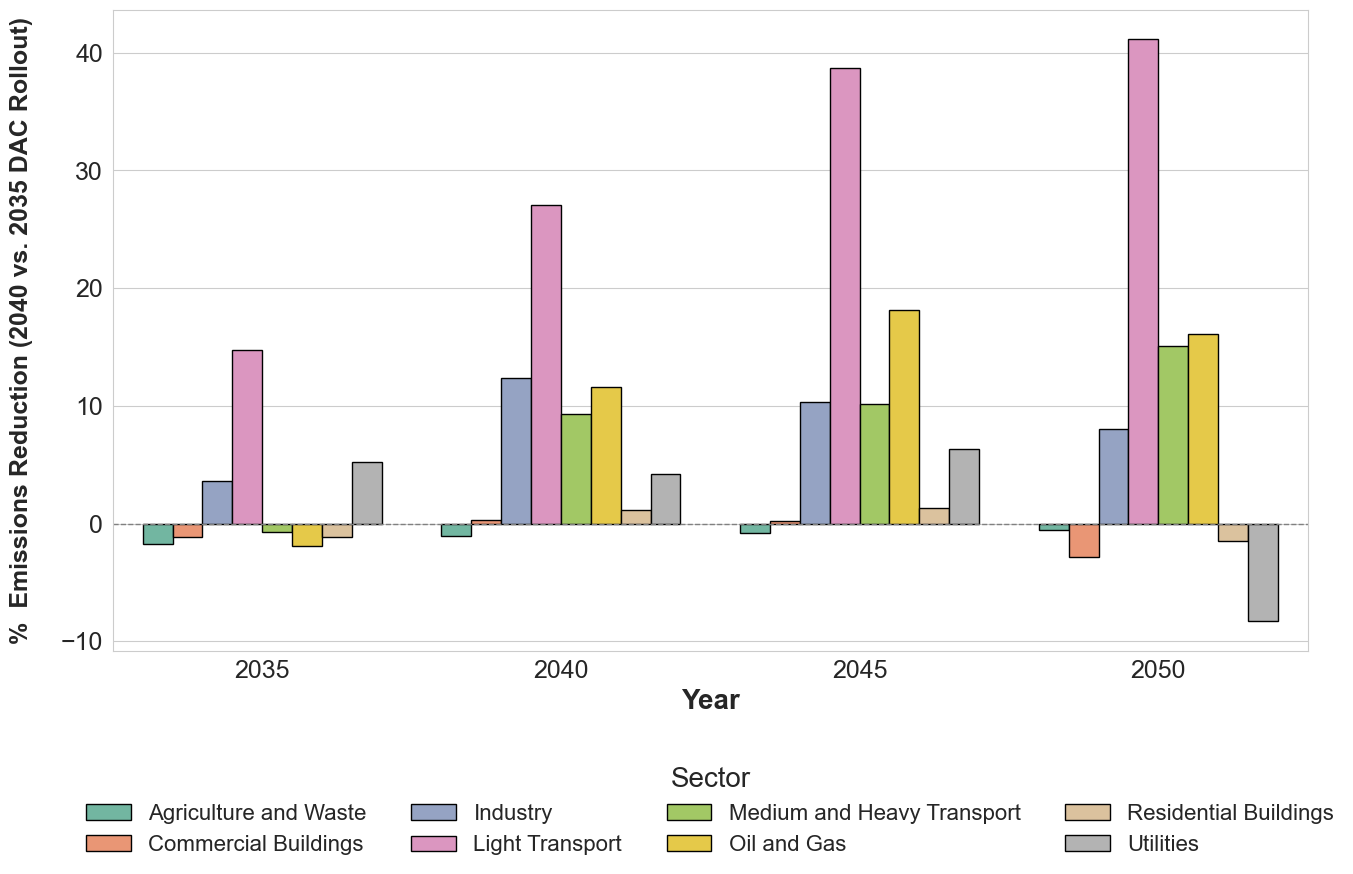 % Emissions Reduction (2040 vs. 2035 DAC Rollout)
40
30
20
10
0
−10
2035 2040 2045 2050
Year
Sector
Agriculture and Waste Industry Medium and Heavy Transport Residential Buildings
Commercial Buildings Light Transport Oil and Gas Utilities